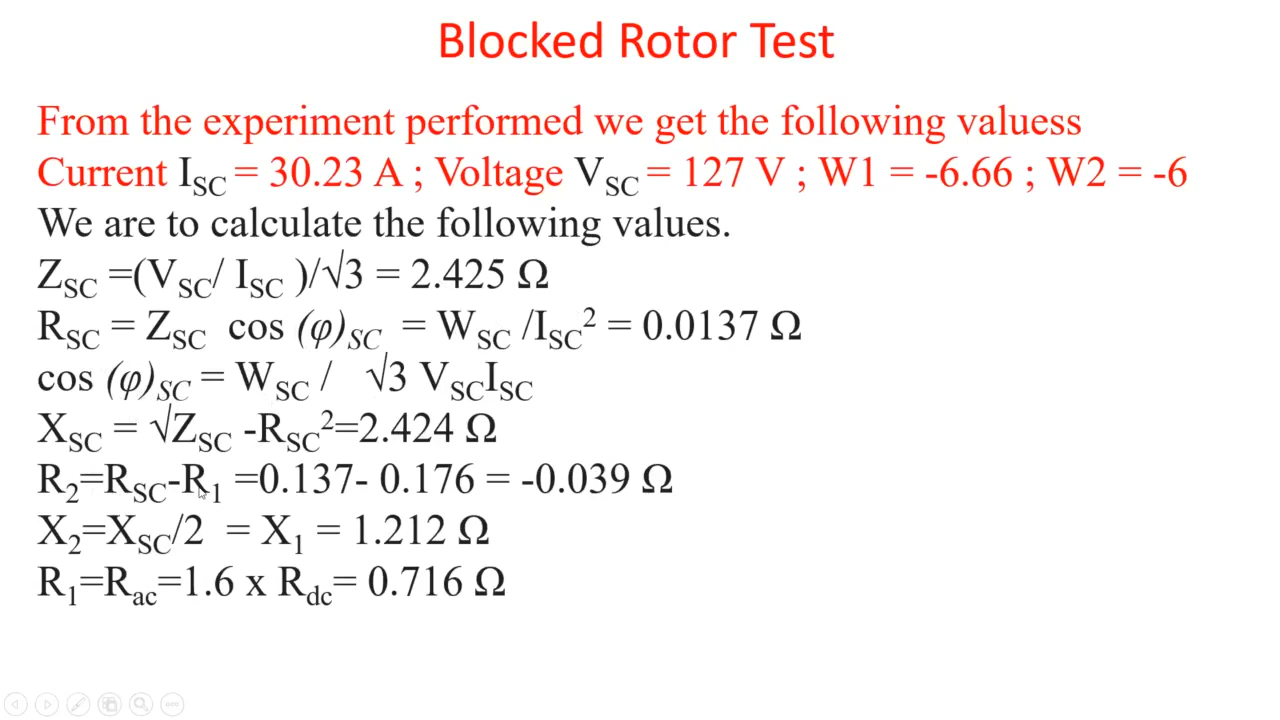 Blocked Rotor Test
From the experiment performed we get the following valuess
Current I_SC = 30.23 A ; Voltage V_SC = 127 V ; W1 = -6.66 ; W2 = -6
We are to calculate the following values.
Z_SC =(V_SC/ I_SC )/√3 = 2.425 Ω
R_SC = Z_SC cos (φ)_SC = W_SC /I_SC² = 0.0137 Ω
cos (φ)_SC = W_SC / √3 V_SC I_SC
X_SC = √Z_SC -R_SC²=2.424 Ω
R₂=R_SC-R₁ =0.137- 0.176 = -0.039 Ω
X₂=X_SC/2 = X₁ = 1.212 Ω
R₁=R_ac=1.6 x R_dc= 0.716 Ω